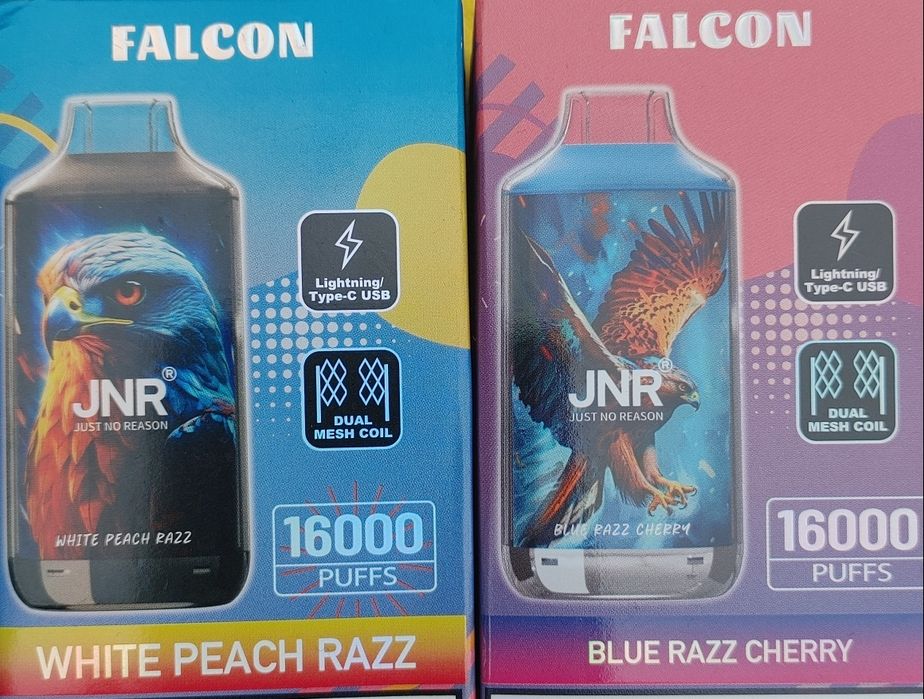 FALCON
JNR®
JUST NO REASON
WHITE PEACH RAZZ
Lightning/
Type-C USB
DUAL
MESH COIL
16000
PUFFS
WHITE PEACH RAZZ
FALCON
JNR®
JUST NO REASON
BLUE RAZZ CHERRY
Lightning/
Type-C USB
DUAL
MESH COIL
16000
PUFFS
BLUE RAZZ CHERRY